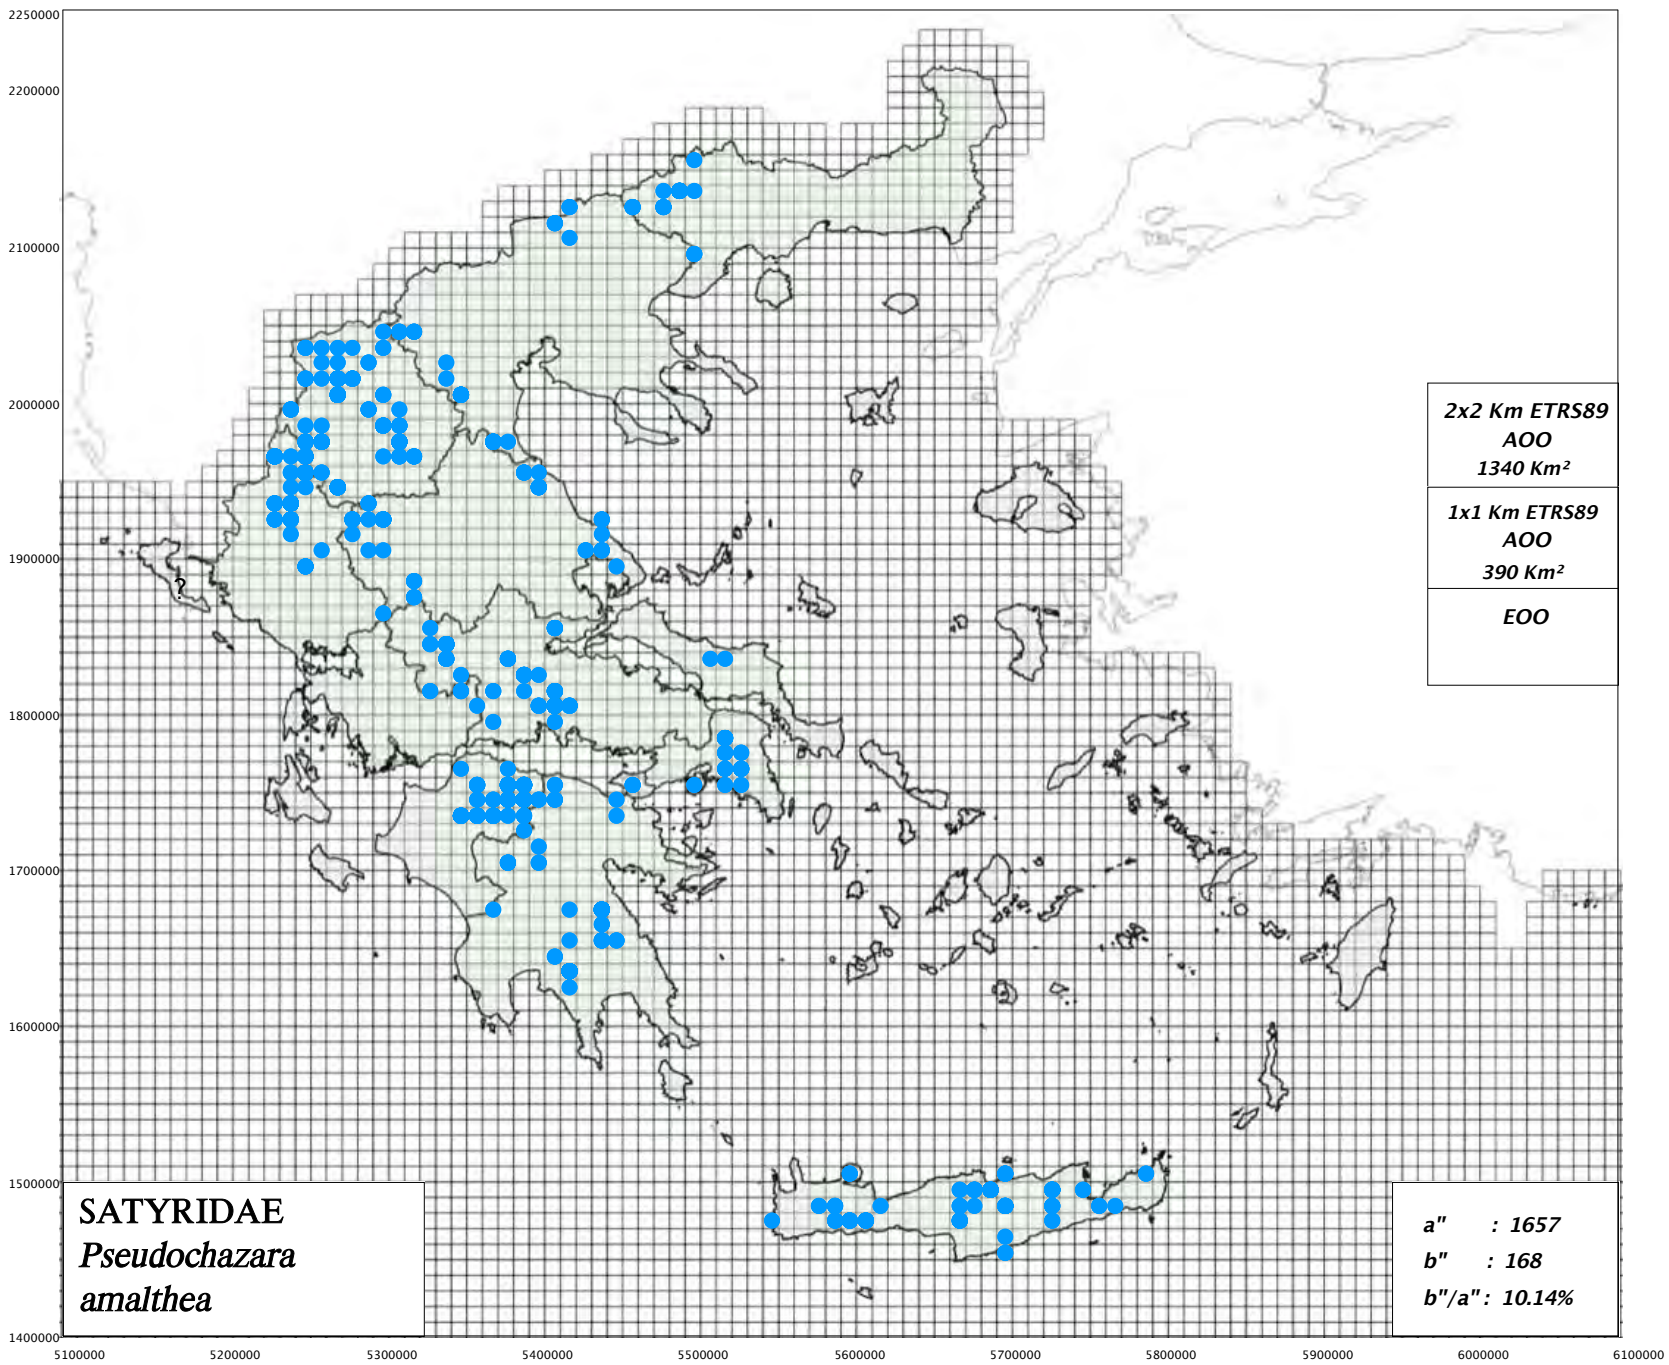 2250000
2200000
2100000
2000000
1900000
1800000
1700000
1600000
1500000
1400000
?
2x2 Km ETRS89
AOO
1340 Km²
1x1 Km ETRS89
AOO
390 Km²
EOO
SATYRIDAE
Pseudochazara
amalthea
a" : 1657
b" : 168
b"/a" : 10.14%
5100000 5200000 5300000 5400000 5500000 5600000 5700000 5800000 5900000 6000000 6100000